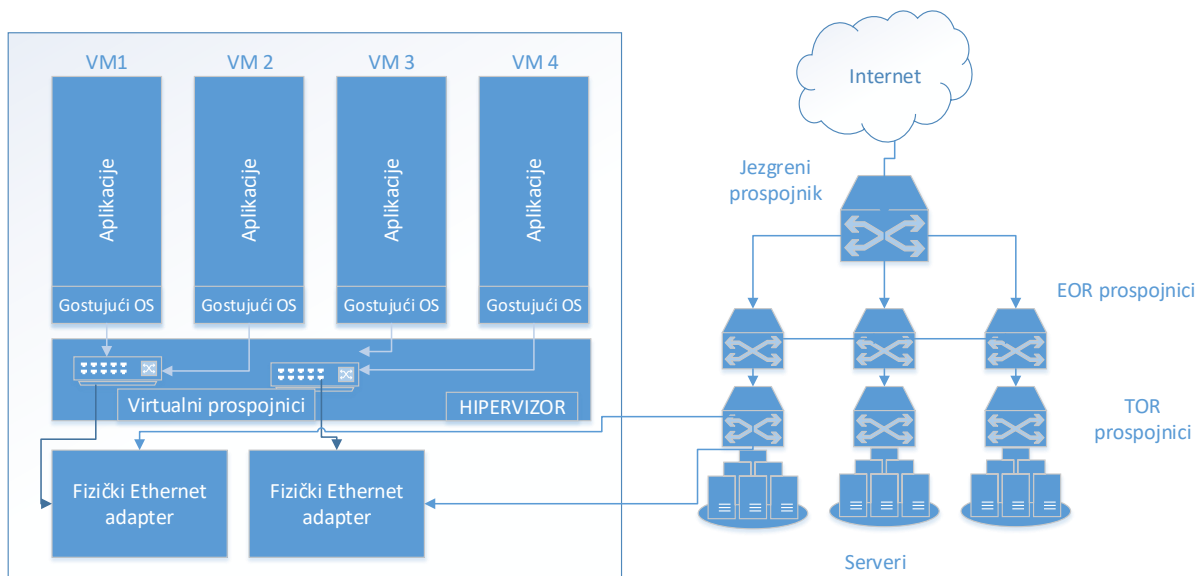 VM1
VM 2
VM 3
VM 4
Aplikacije
Aplikacije
Aplikacije
Aplikacije
Gostujući OS
Gostujući OS
Gostujući OS
Gostujući OS
Virtualni prospojnici
HIPERVIZOR
Fizički Ethernet
adapter
Fizički Ethernet
adapter
Internet
Jezgreni
prospojnik
EOR prospojnici
TOR
prospojnici
Serveri